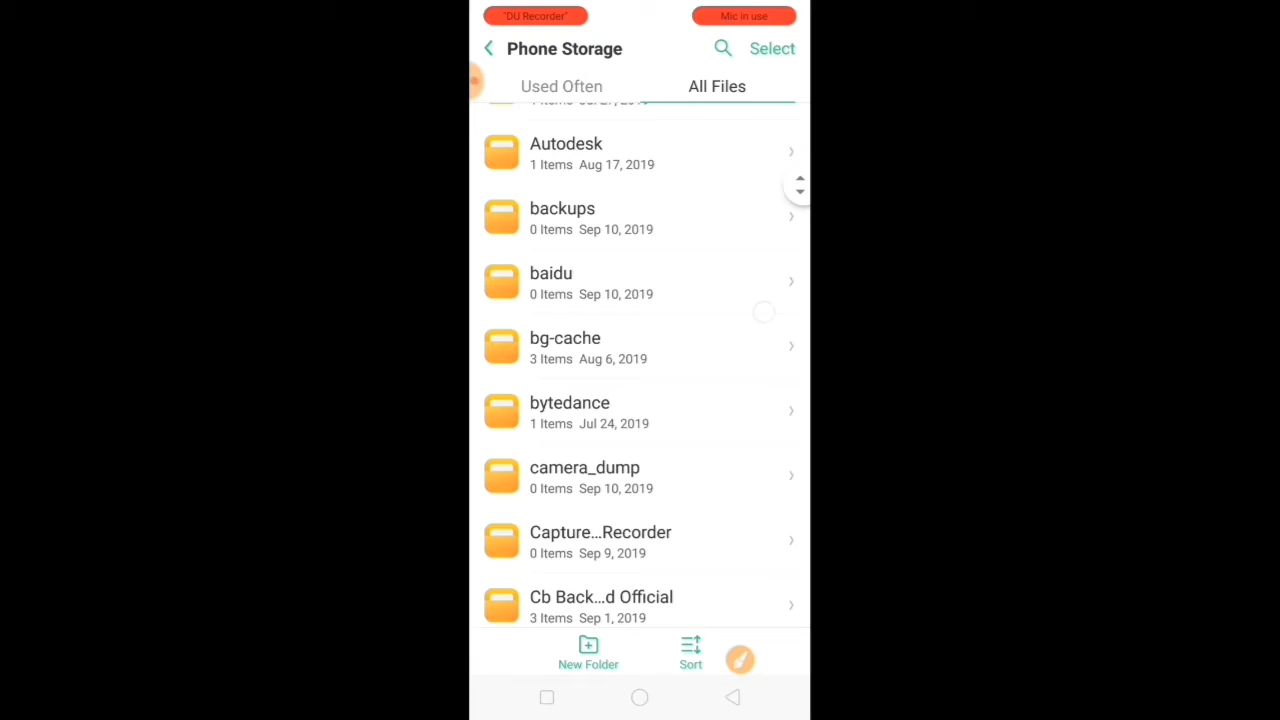 "DU Recorder"
Mic in use
Phone Storage
Select
Used Often
All Files
Autodesk
1 Items Aug 17, 2019
backups
0 Items Sep 10, 2019
baidu
0 Items Sep 10, 2019
bg-cache
3 Items Aug 6, 2019
bytedance
1 Items Jul 24, 2019
camera_dump
0 Items Sep 10, 2019
Capture...Recorder
0 Items Sep 9, 2019
Cb Back...d Official
3 Items Sep 1, 2019
New Folder
Sort